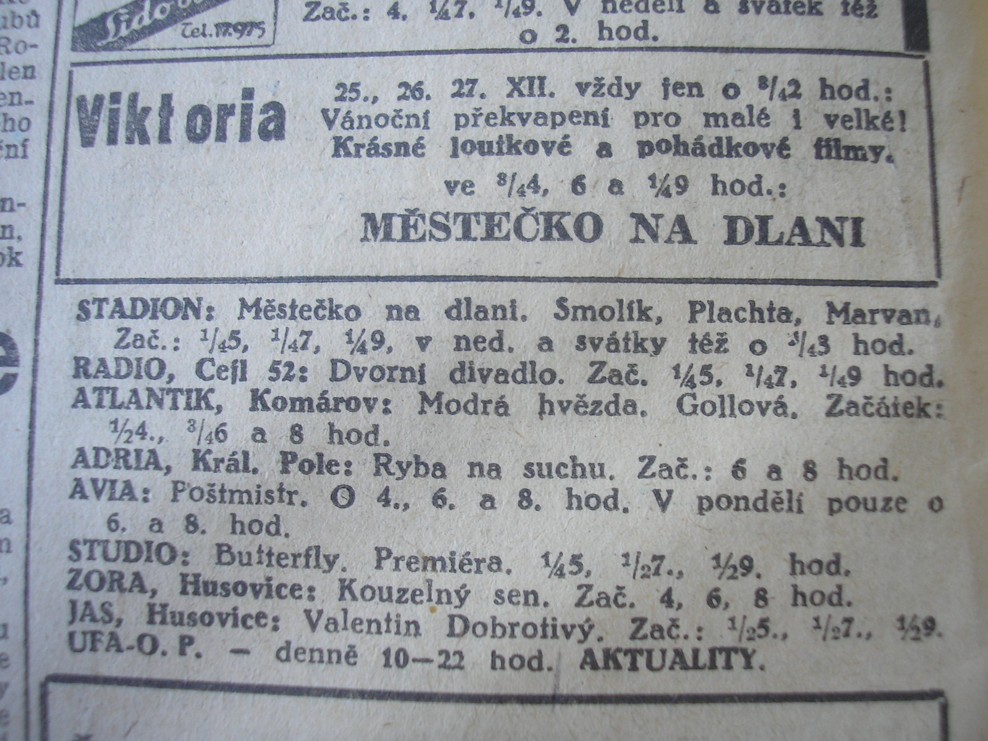 Tel.17.975
Zač.: 4. ¼7. ¼9. V neděli a svátek též
o 2. hod.
Viktoria
25., 26. 27. XII. vždy jen o ¾2 hod.:
Vánoční překvapení pro malé i velké!
Krásné loutkové a pohádkové filmy.
ve ¾4, 6 a ¼9 hod.:
MĚSTEČKO NA DLANI
STADION: Městečko na dlani. Smolík, Plachta, Marvan.
Zač.: ¼5, ¼7, ¼9, v ned. a svátky též o ¾3 hod.
RADIO, Cejl 52: Dvorní divadlo. Zač. ¼5, ¼7, ¼9 hod.
ATLANTIK, Komárov: Modrá hvězda. Gollová. Začátek:
½4., ¾6 a 8 hod.
ADRIA, Král. Pole: Ryba na suchu. Zač.: 6 a 8 hod.
AVIA: Poštmistr. O 4., 6. a 8. hod. V pondělí pouze o
6. a 8. hod.
STUDIO: Butterfly. Premiéra. ¼5, ½7., ½9. hod.
ZORA, Husovice: Kouzelný sen. Zač. 4, 6, 8 hod.
JAS, Husovice: Valentin Dobrotivý. Zač.: ½5., ½7., ½9.
UFA-O. P. — denně 10—22 hod. AKTUALITY.